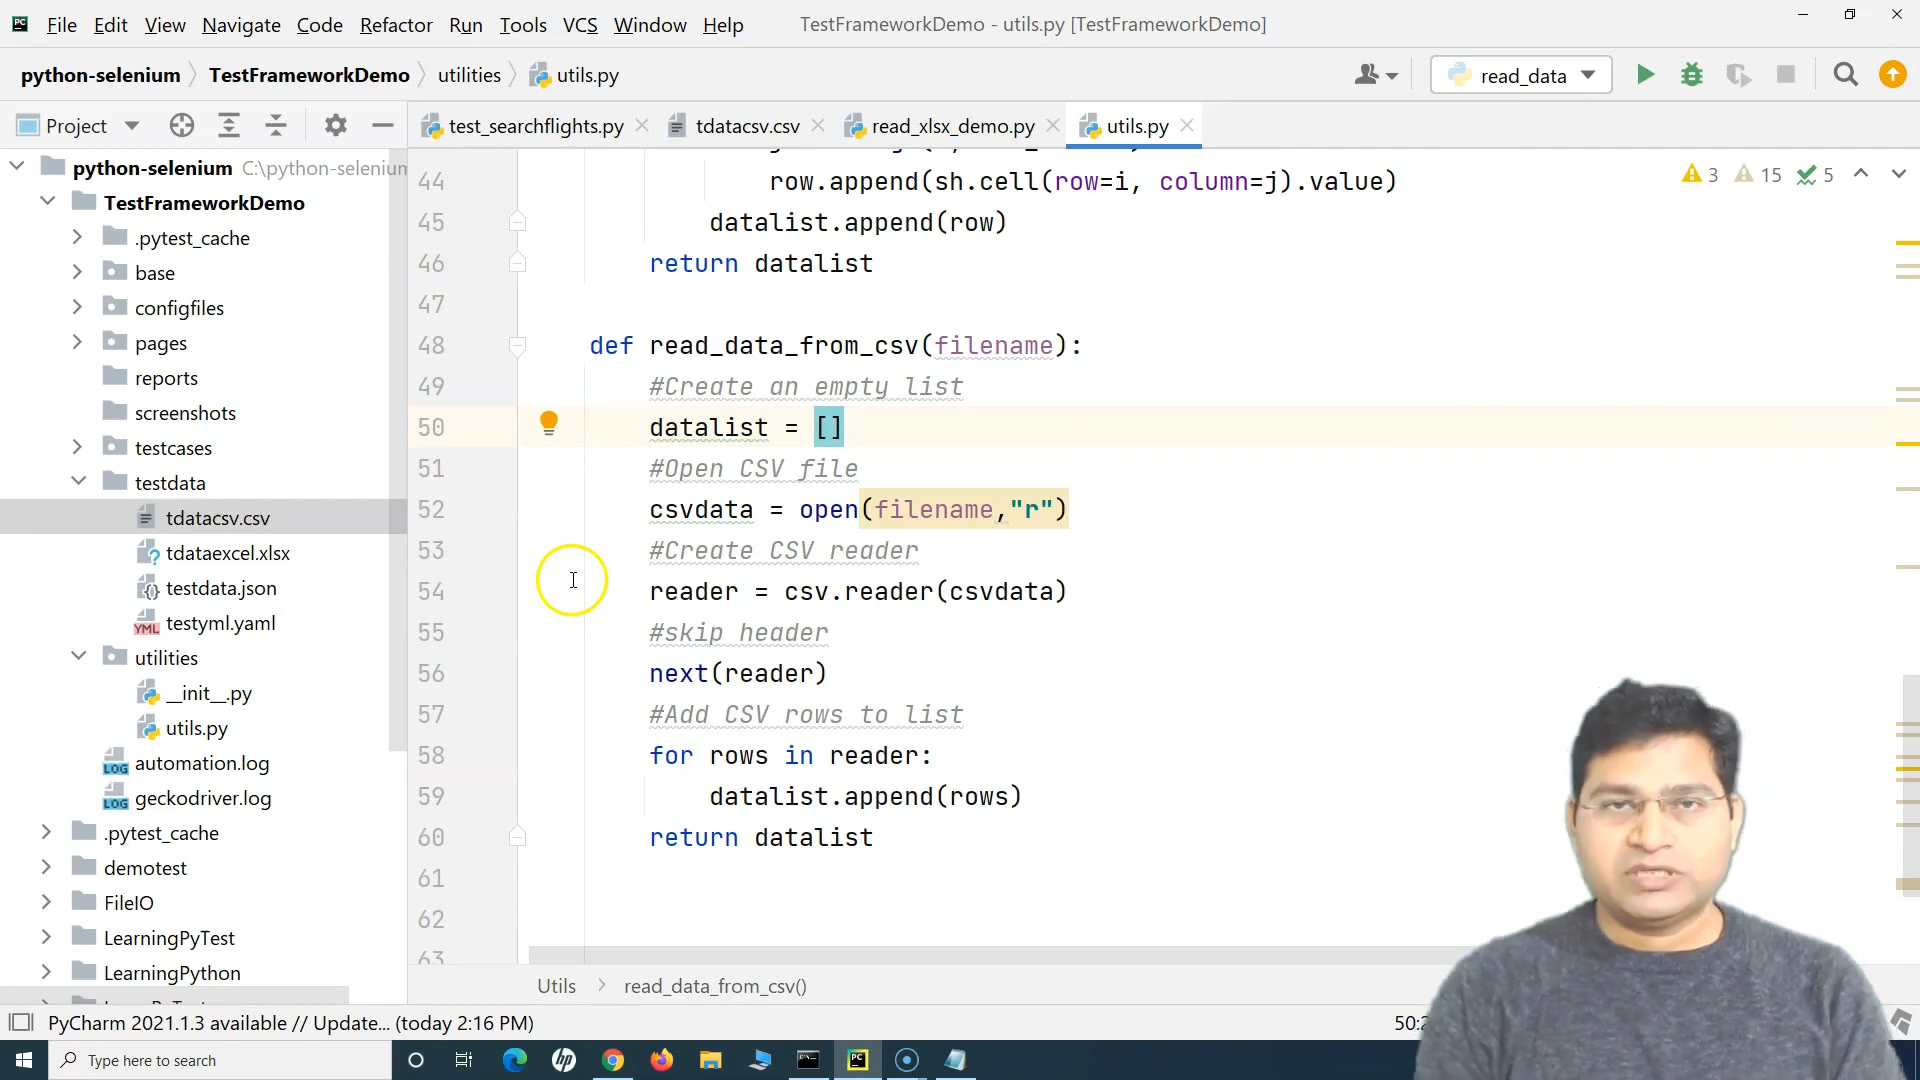 File Edit View Navigate Code Refactor Run Tools VCS Window Help TestFrameworkDemo - utils.py [TestFrameworkDemo]
python-selenium TestFrameworkDemo utilities utils.py read_data
Project test_searchflights.py tdatacsv.csv read_xlsx_demo.py utils.py
3 15 5
python-selenium C:\python-selenium
TestFrameworkDemo
.pytest_cache
base
configfiles
pages
reports
screenshots
testcases
testdata
tdatacsv.csv
tdataexcel.xlsx
testdata.json
testyml.yaml
utilities
__init__.py
utils.py
automation.log
geckodriver.log
.pytest_cache
demotest
FileIO
LearningPyTest
LearningPython
44 row.append(sh.cell(row=i, column=j).value)
45 datalist.append(row)
46 return datalist
47
48 def read_data_from_csv(filename):
49 #Create an empty list
50 datalist = []
51 #Open CSV file
52 csvdata = open(filename,"r")
53 #Create CSV reader
54 reader = csv.reader(csvdata)
55 #skip header
56 next(reader)
57 #Add CSV rows to list
58 for rows in reader:
59 datalist.append(rows)
60 return datalist
61
62
63
Utils read_data_from_csv()
PyCharm 2021.1.3 available // Update... (today 2:16 PM)
Type here to search